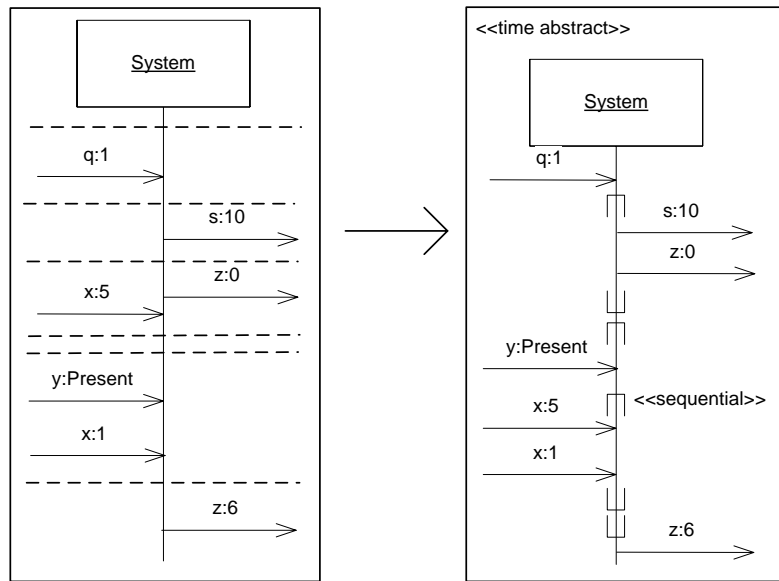 System
q:1
s:10
z:0
x:5
y:Present
x:1
z:6
<<time abstract>>
System
q:1
s:10
z:0
y:Present
<<sequential>>
x:5
x:1
z:6